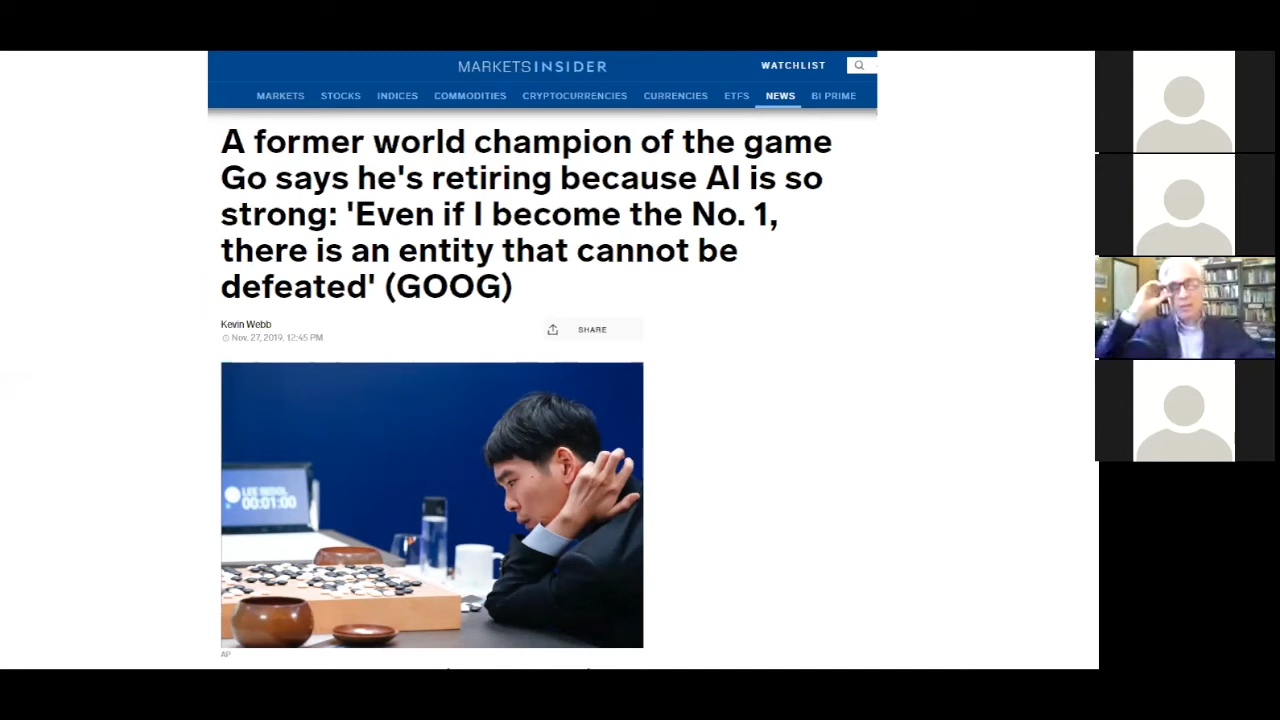 MARKETS INSIDER
WATCHLIST
MARKETS STOCKS INDICES COMMODITIES CRYPTOCURRENCIES CURRENCIES ETFS NEWS BI PRIME
A former world champion of the game
Go says he's retiring because AI is so
strong: 'Even if I become the No. 1,
there is an entity that cannot be
defeated' (GOOG)
Kevin Webb
Nov. 27, 2019, 12:45 PM
SHARE
LEE SEDOL
00:01:00
AP